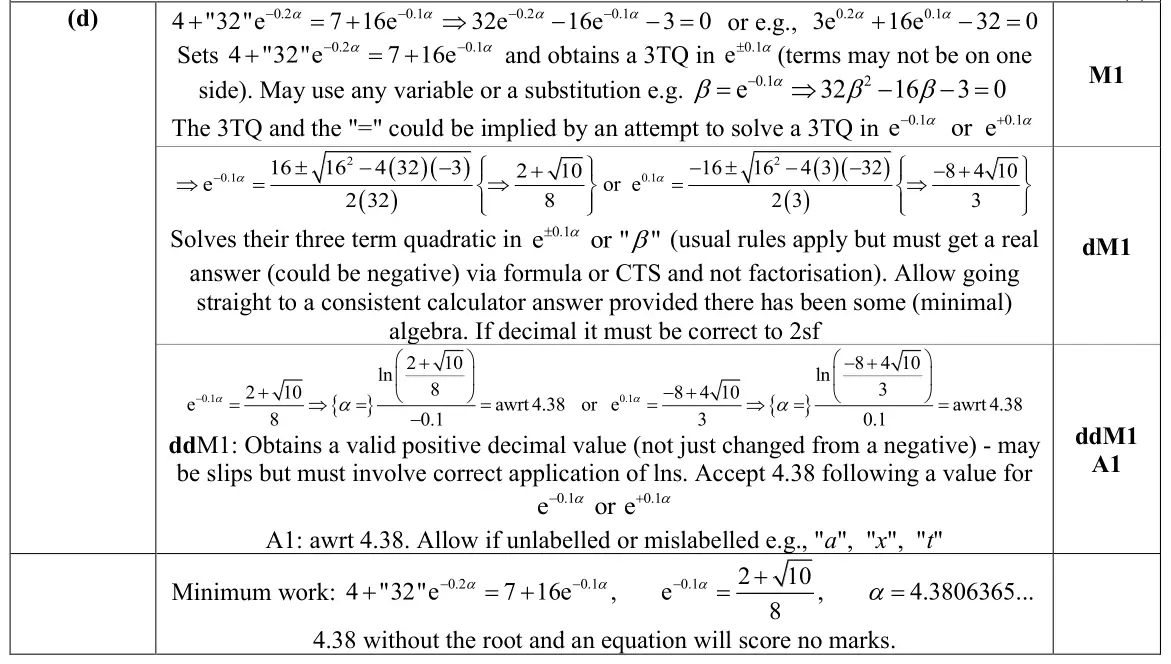 (d)
4 + "32"e^{−0.2α} = 7 + 16e^{−0.1α} ⇒ 32e^{−0.2α} − 16e^{−0.1α} − 3 = 0 or e.g., 3e^{0.2α} + 16e^{0.1α} − 32 = 0
Sets 4 + "32"e^{−0.2α} = 7 + 16e^{−0.1α} and obtains a 3TQ in e^{±0.1α} (terms may not be on one
side). May use any variable or a substitution e.g. β = e^{−0.1α} ⇒ 32β² − 16β − 3 = 0
The 3TQ and the "=" could be implied by an attempt to solve a 3TQ in e^{−0.1α} or e^{+0.1α}
M1
⇒ e^{−0.1α} = (16 ± √(16² − 4(32)(−3)))/(2(32)) {⇒ (2 + √10)/8} or e^{0.1α} = (−16 ± √(16² − 4(3)(−32)))/(2(3)) {⇒ (−8 + 4√10)/3}
Solves their three term quadratic in e^{±0.1α} or "β" (usual rules apply but must get a real
answer (could be negative) via formula or CTS and not factorisation). Allow going
straight to a consistent calculator answer provided there has been some (minimal)
algebra. If decimal it must be correct to 2sf
dM1
e^{−0.1α} = (2 + √10)/8 ⇒ {α =} ln((2 + √10)/8)/(−0.1) = awrt 4.38 or e^{0.1α} = (−8 + 4√10)/3 ⇒ {α =} ln((−8 + 4√10)/3)/0.1 = awrt 4.38
ddM1: Obtains a valid positive decimal value (not just changed from a negative) - may
be slips but must involve correct application of lns. Accept 4.38 following a value for
e^{−0.1α} or e^{+0.1α}
A1: awrt 4.38. Allow if unlabelled or mislabelled e.g., "a", "x", "t"
ddM1
A1
Minimum work: 4 + "32"e^{−0.2α} = 7 + 16e^{−0.1α}, e^{−0.1α} = (2 + √10)/8, α = 4.3806365...
4.38 without the root and an equation will score no marks.